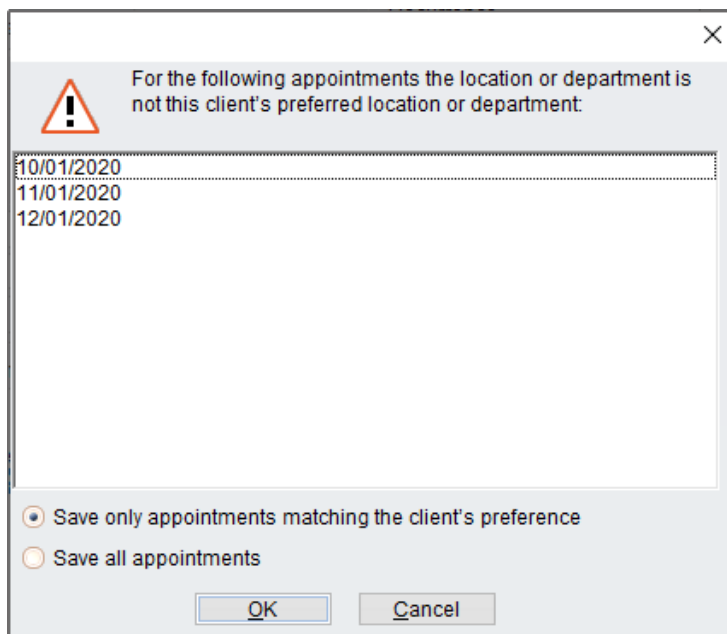 For the following appointments the location or department is
not this client's preferred location or department:
10/01/2020
11/01/2020
12/01/2020
Save only appointments matching the client's preference
Save all appointments
OK
Cancel